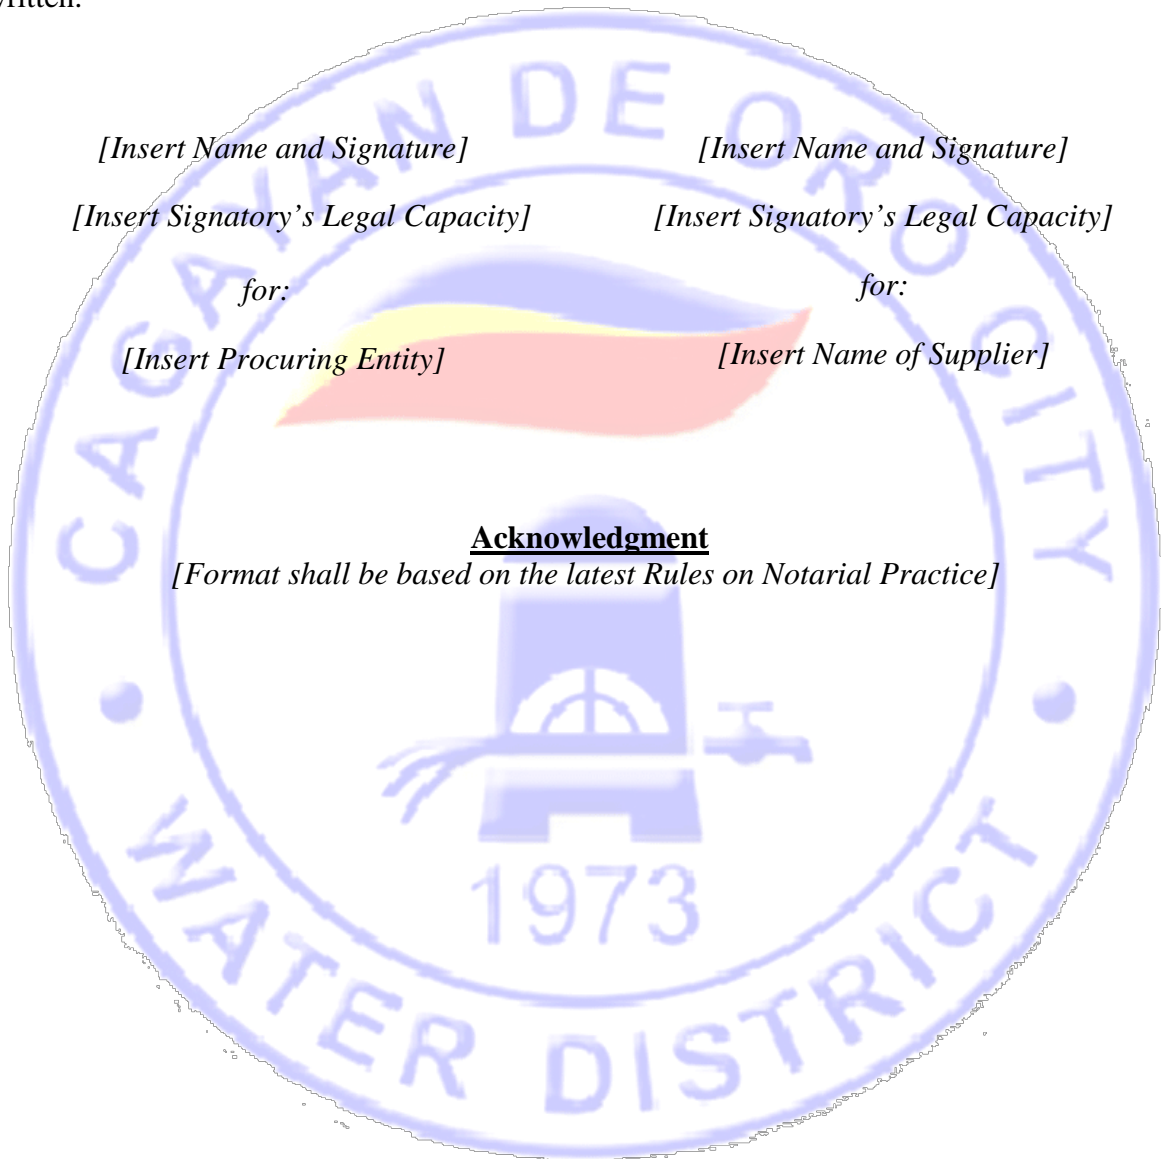 [Insert Name and Signature] [Insert Name and Signature]
[Insert Signatory’s Legal Capacity] [Insert Signatory’s Legal Capacity]
for: for:
[Insert Procuring Entity] [Insert Name of Supplier]
Acknowledgment
[Format shall be based on the latest Rules on Notarial Practice]
CAGAYAN DE ORO CITY
1973
WATER DISTRICT